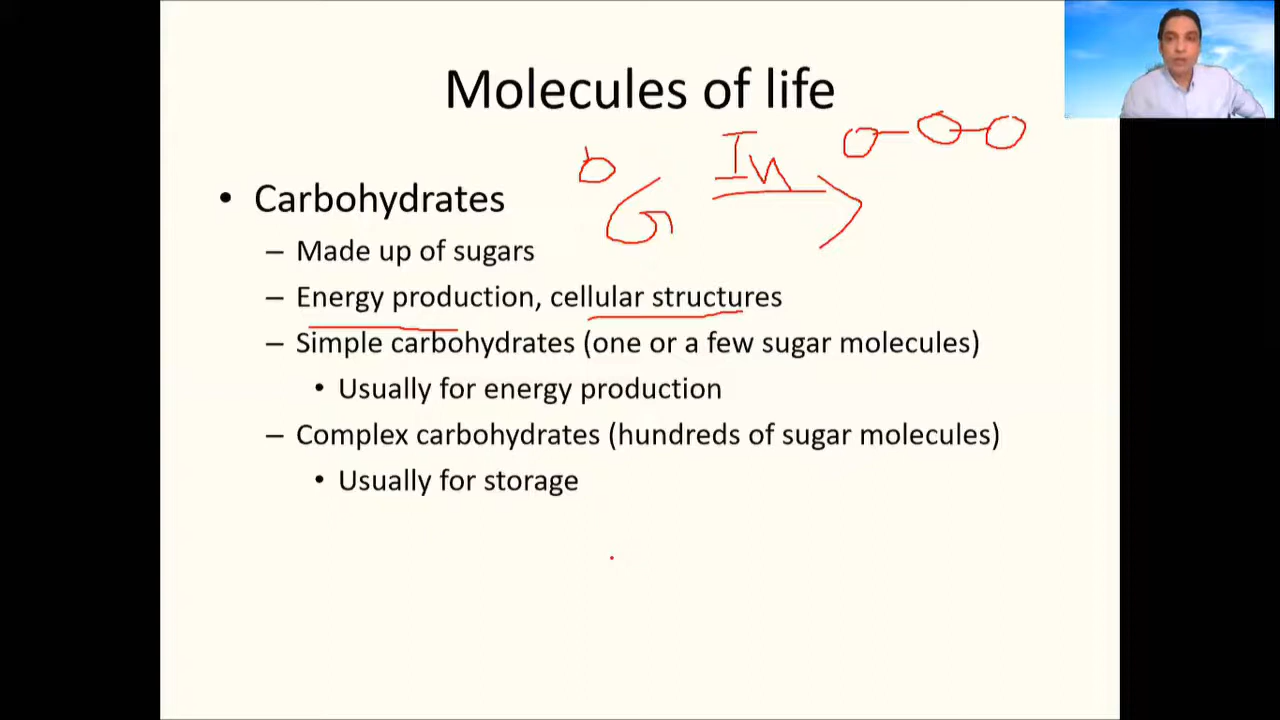 Molecules of life
G In
• Carbohydrates
– Made up of sugars
– Energy production, cellular structures
– Simple carbohydrates (one or a few sugar molecules)
• Usually for energy production
– Complex carbohydrates (hundreds of sugar molecules)
• Usually for storage